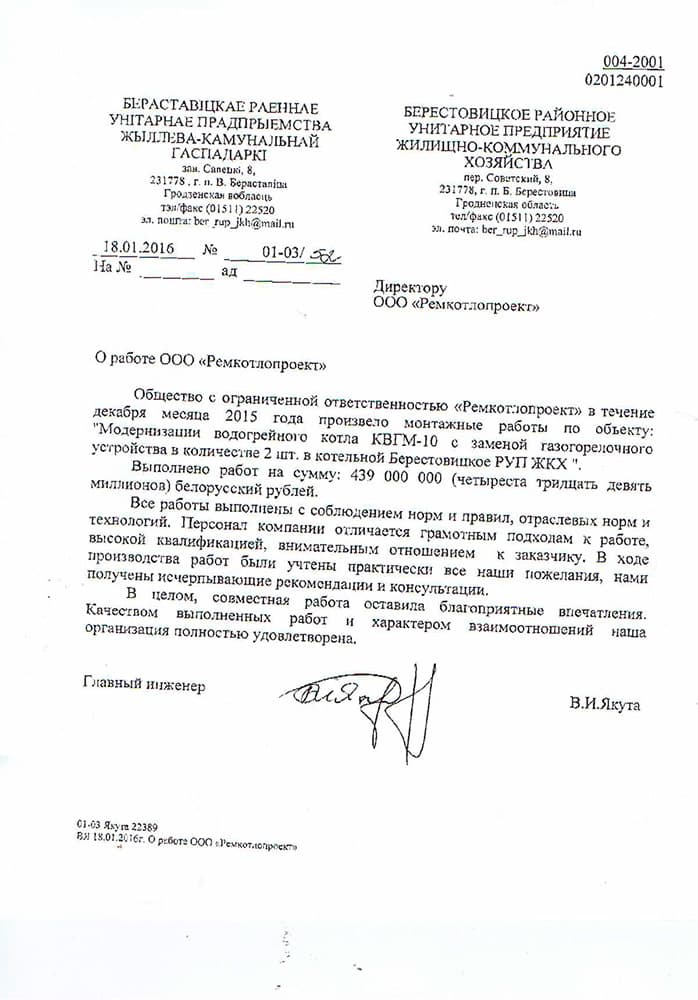 004-2001
0201240001
БЕРАСТАВІЦКАЕ РАЕННАЕ
УНІТАРНАЕ ПРАДПРЫЕМСТВА
ЖЫЛЛЕВА-КАМУНАЛЬНАЙ
ГАСПАДАРКІ
зав. Сапецкі, 8,
231778 , г. п. В. Бераставіца
Гродзенская вобласць
тэл/факс (01511) 22520
эл. пошта: ber_rup_jkh@mail.ru
БЕРЕСТОВИЦКОЕ РАЙОННОЕ
УНИТАРНОЕ ПРЕДПРИЯТИЕ
ЖИЛИЩНО-КОММУНАЛЬНОГО
ХОЗЯЙСТВА
пер. Советский, 8,
231778, г. п. Б. Берестовица
Гродненская область
тел/факс (01511) 22520
эл. почта: ber_rup_jkh@mail.ru
18.01.2016 № 01-03/
На № ад
Директору
ООО «Ремкотлопроект»
О работе ООО «Ремкотлопроект»
Общество с ограниченной ответственностью «Ремкотлопроект» в течение
декабря месяца 2015 года произвело монтажные работы по объекту:
"Модернизации водогрейного котла КВГМ-10 с заменой газогорелочного
устройства в количестве 2 шт. в котельной Берестовицкое РУП ЖКХ ".
Выполнено работ на сумму: 439 000 000 (четыреста тридцать девять
миллионов) белорусский рублей.
Все работы выполнены с соблюдением норм и правил, отраслевых норм и
технологий. Персонал компании отличается грамотным подходам к работе,
высокой квалификацией, внимательным отношением к заказчику. В ходе
производства работ были учтены практически все наши пожелания, нами
получены исчерпывающие рекомендации и консультации.
В целом, совместная работа оставила благоприятные впечатления.
Качеством выполненных работ и характером взаимоотношений наша
организация полностью удовлетворена.
Главный инженер
В.И.Якута
01-03 Якута 22389
ВЯ 18.01.2016г. О работе ООО «Ремкотлопроект»